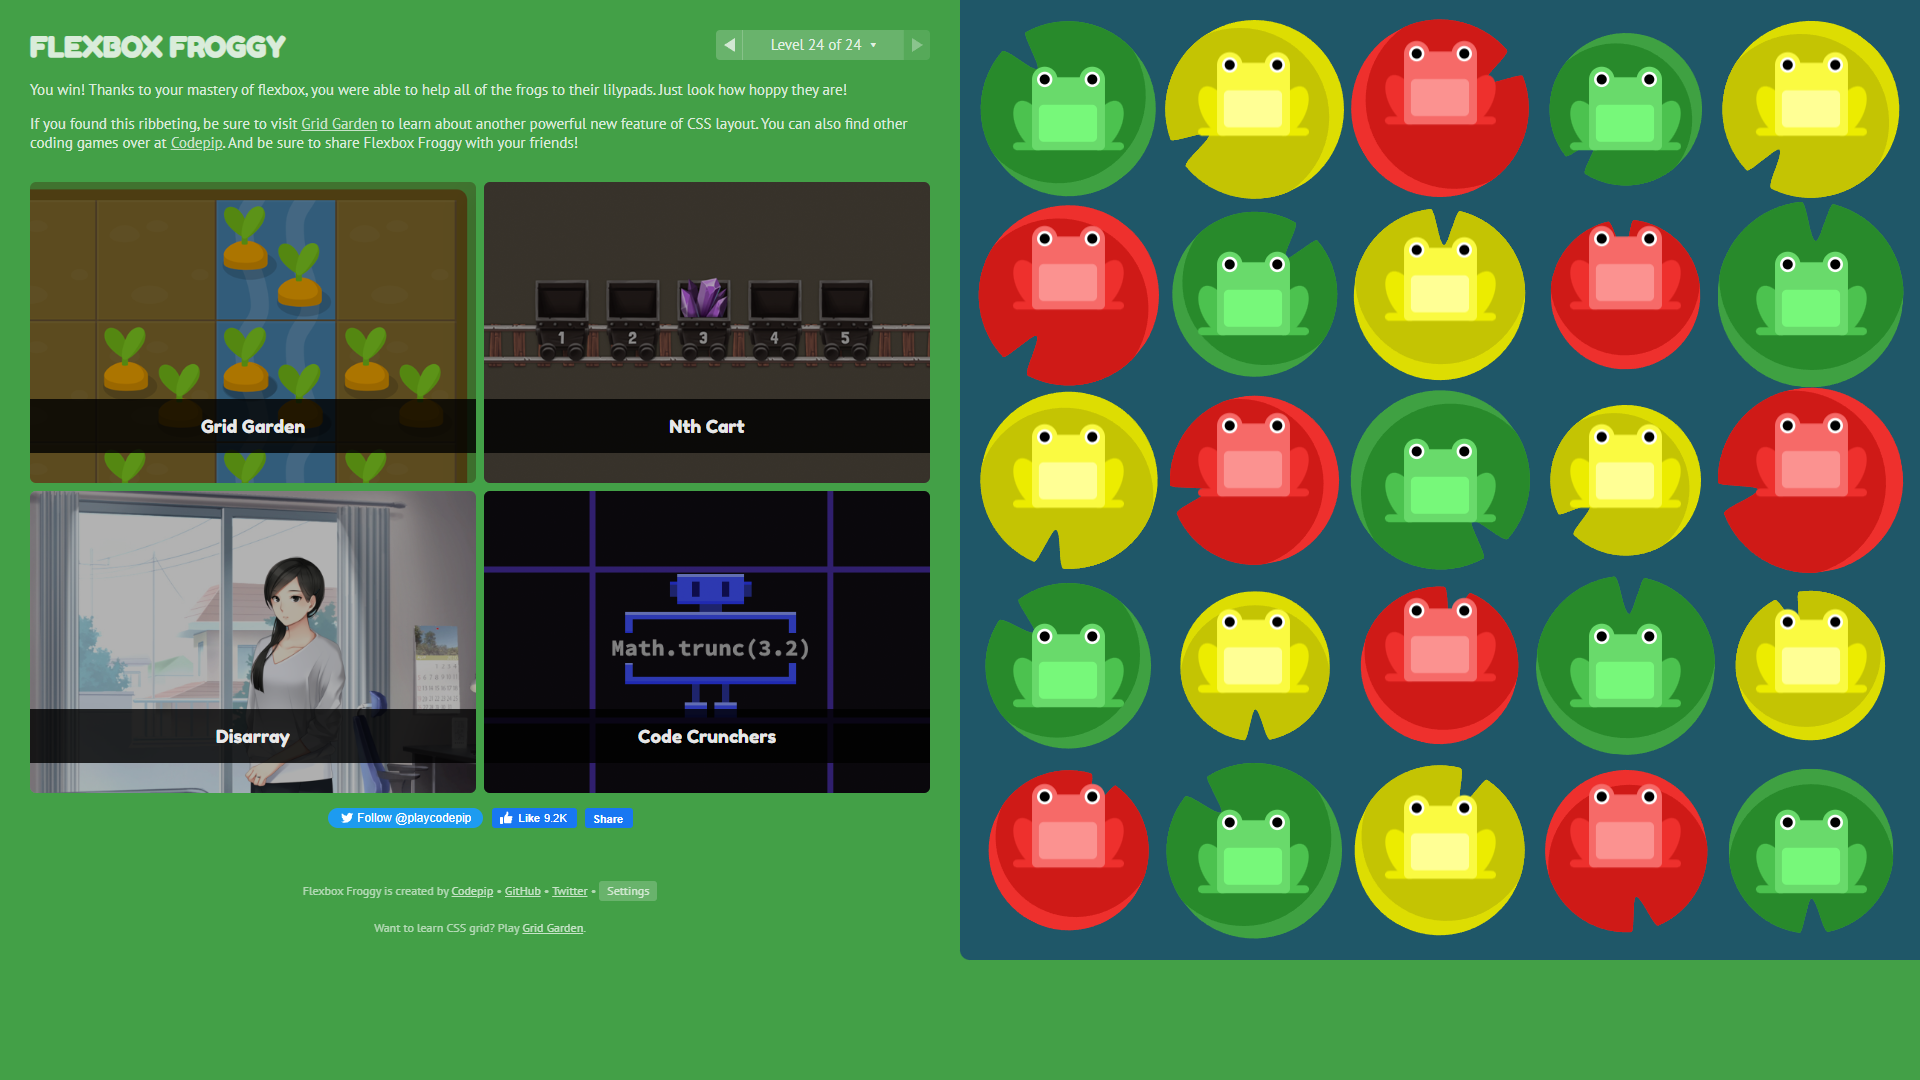 FLEXBOX FROGGY
Level 24 of 24
You win! Thanks to your mastery of flexbox, you were able to help all of the frogs to their lilypads. Just look how hoppy they are!
If you found this ribbeting, be sure to visit Grid Garden to learn about another powerful new feature of CSS layout. You can also find other
coding games over at Codepip. And be sure to share Flexbox Froggy with your friends!
1 2 3 4 5
Grid Garden
Nth Cart
Math.trunc(3.2)
Disarray
Code Crunchers
Follow @playcodepip
Like 9.2K
Share
Flexbox Froggy is created by Codepip • GitHub • Twitter • Settings
Want to learn CSS grid? Play Grid Garden.